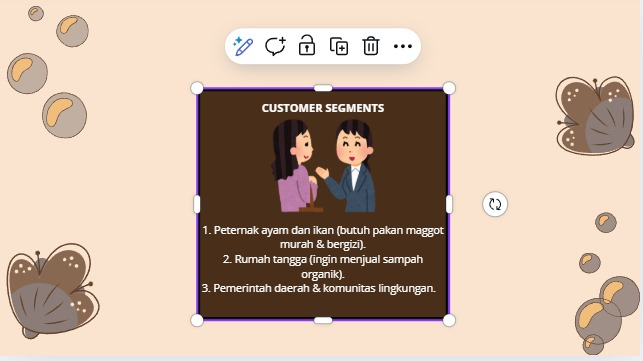 CUSTOMER SEGMENTS
1. Peternak ayam dan ikan (butuh pakan maggot
murah & bergizi).
2. Rumah tangga (ingin menjual sampah
organik).
3. Pemerintah daerah & komunitas lingkungan.